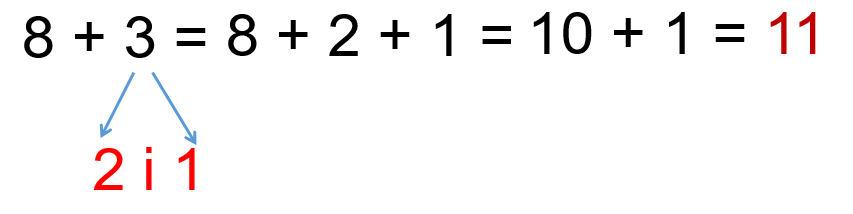 8 + 3 = 8 + 2 + 1 = 10 + 1 = 11
2 i 1